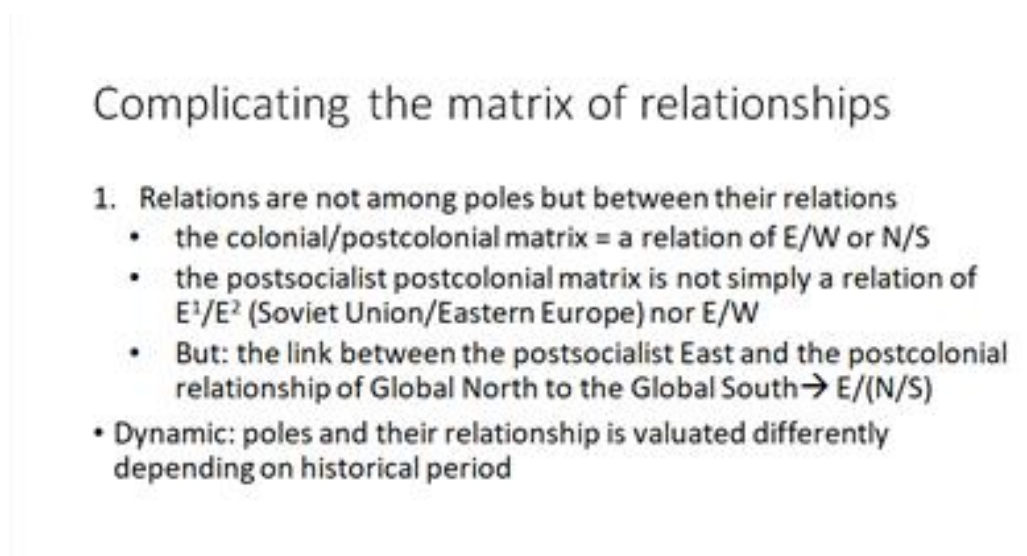 Complicating the matrix of relationships
1. Relations are not among poles but between their relations
• the colonial/postcolonial matrix = a relation of E/W or N/S
• the postsocialist postcolonial matrix is not simply a relation of
E¹/E² (Soviet Union/Eastern Europe) nor E/W
• But: the link between the postsocialist East and the postcolonial
relationship of Global North to the Global South→ E/(N/S)
• Dynamic: poles and their relationship is valuated differently
depending on historical period